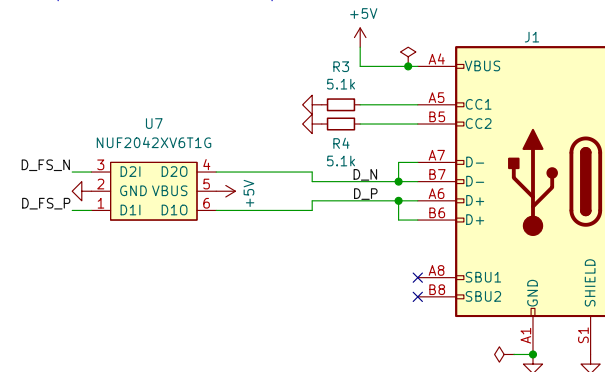 +5V
J1
A4 VBUS
R3
5.1k
A5 CC1
B5 CC2
R4
5.1k
U7
NUF2042XV6T1G
D_FS_N 3 D2I D2O 4
2 GND VBUS 5 +5V
D_FS_P 1 D1I D1O 6
A7 D-
D_N B7 D-
D_P A6 D+
B6 D+
A8 SBU1
B8 SBU2
GND
SHIELD
A1
S1